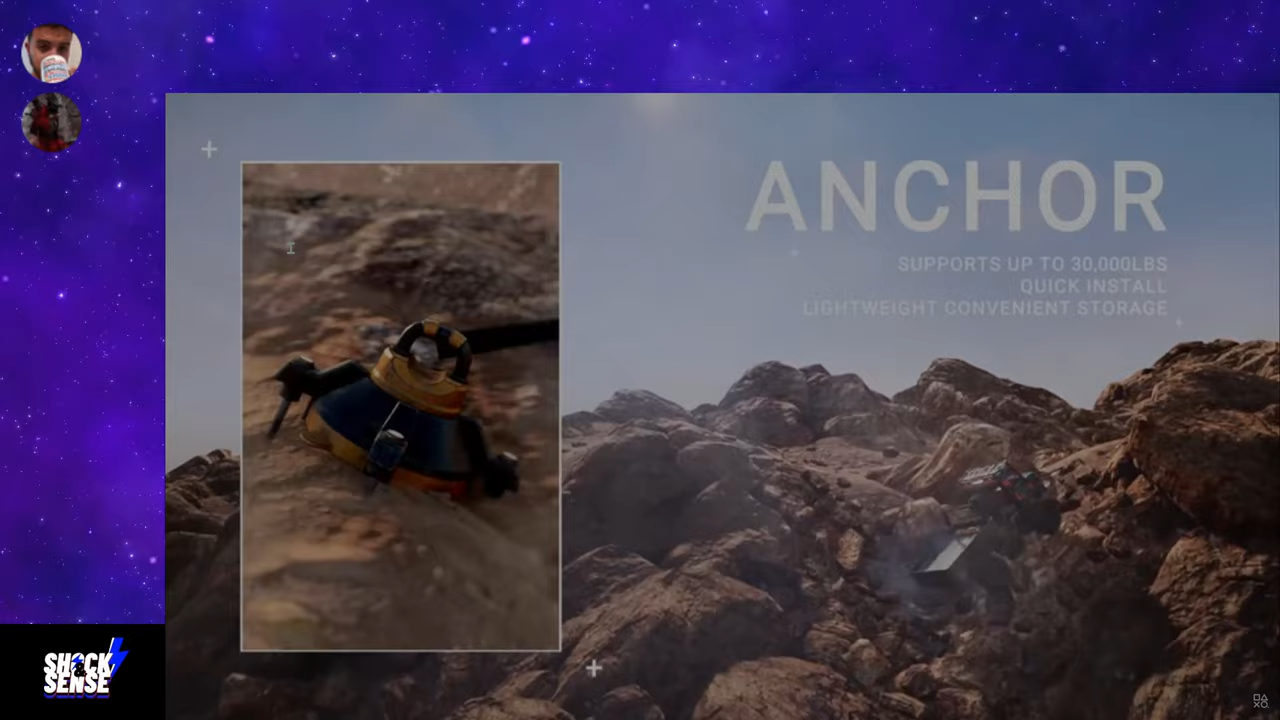 ANCHOR
SUPPORTS UP TO 30,000LBS
QUICK INSTALL
LIGHTWEIGHT CONVENIENT STORAGE
SHOCK
&
SENSE